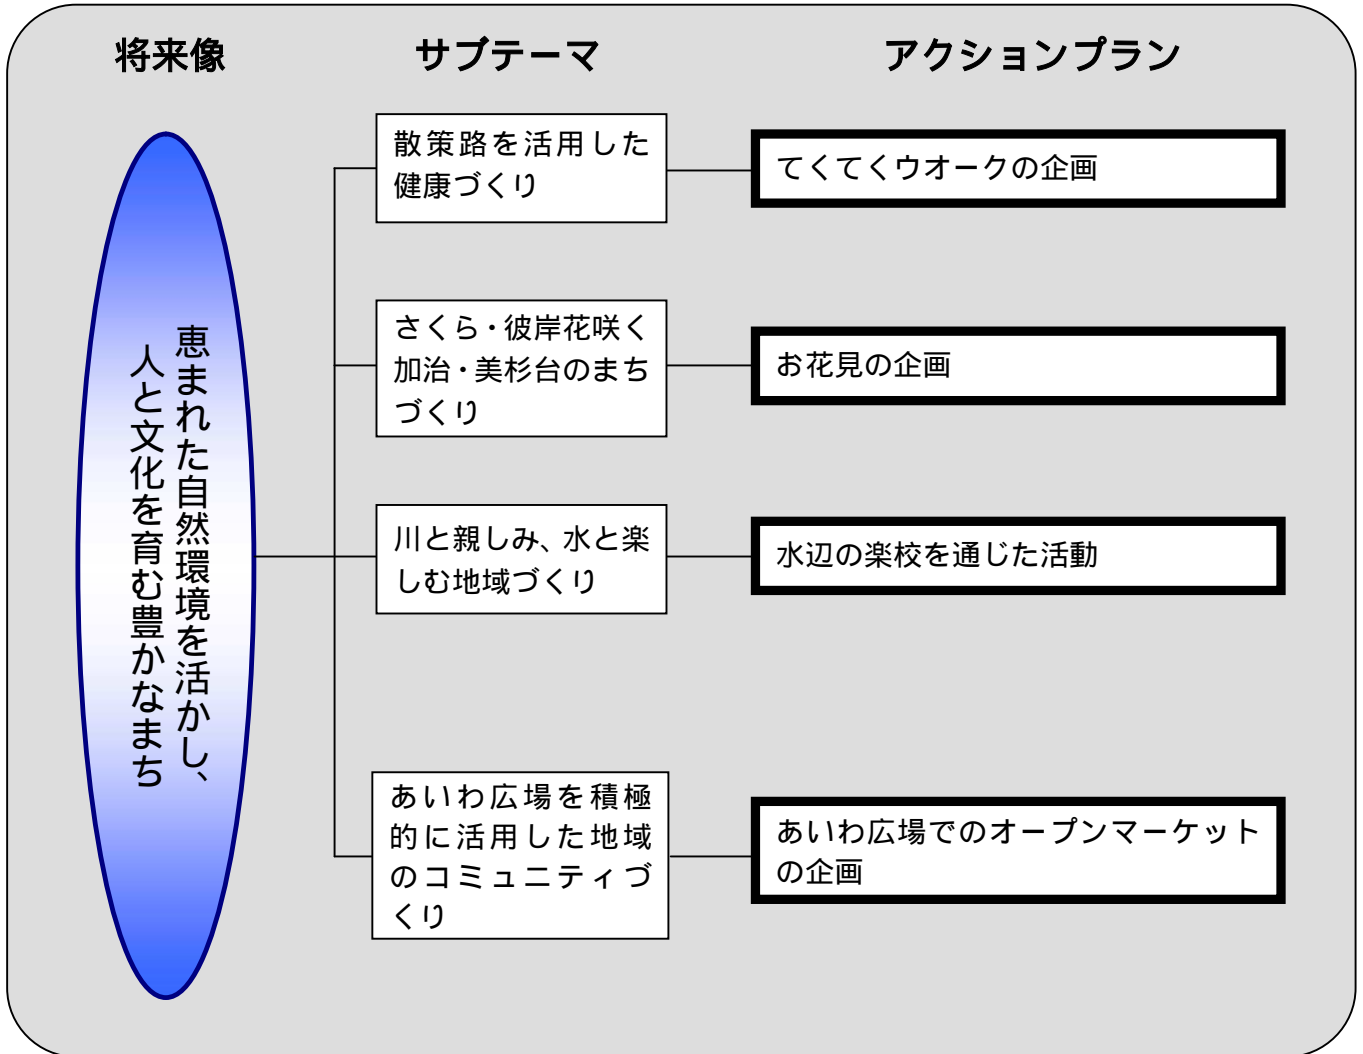 将来像
サブテーマ
アクションプラン
恵まれた自然環境を活かし、
人と文化を育む豊かなまち
散策路を活用した
健康づくり
てくてくウオークの企画
さくら・彼岸花咲く
加治・美杉台のまち
づくり
お花見の企画
川と親しみ、水と楽
しむ地域づくり
水辺の楽校を通じた活動
あいわ広場を積極
的に活用した地域
のコミュニティづ
くり
あいわ広場でのオープンマーケット
の企画